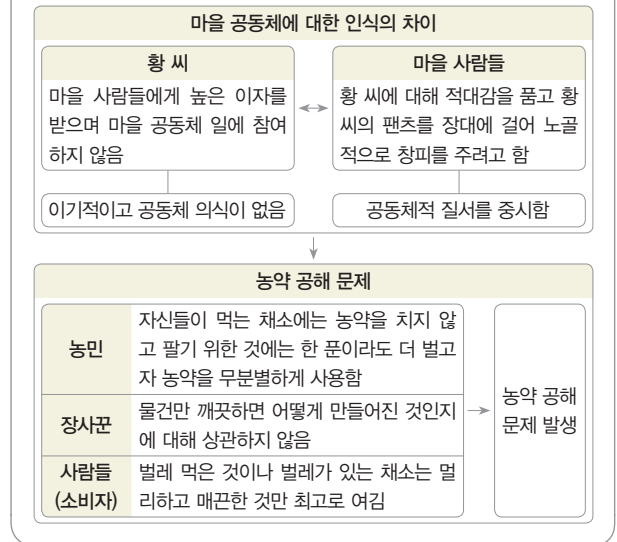 마을 공동체에 대한 인식의 차이
황 씨
마을 사람들에게 높은 이자를
받으며 마을 공동체 일에 참여
하지 않음
마을 사람들
황 씨에 대해 적대감을 품고 황
씨의 팬츠를 장대에 걸어 노골
적으로 창피를 주려고 함
이기적이고 공동체 의식이 없음
공동체적 질서를 중시함
농약 공해 문제
농민
자신들이 먹는 채소에는 농약을 치지 않
고 팔기 위한 것에는 한 푼이라도 더 벌고
자 농약을 무분별하게 사용함
장사꾼
물건만 깨끗하면 어떻게 만들어진 것인지
에 대해 상관하지 않음
사람들
(소비자)
벌레 먹은 것이나 벌레가 있는 채소는 멀
리하고 매끈한 것만 최고로 여김
농약 공해
문제 발생